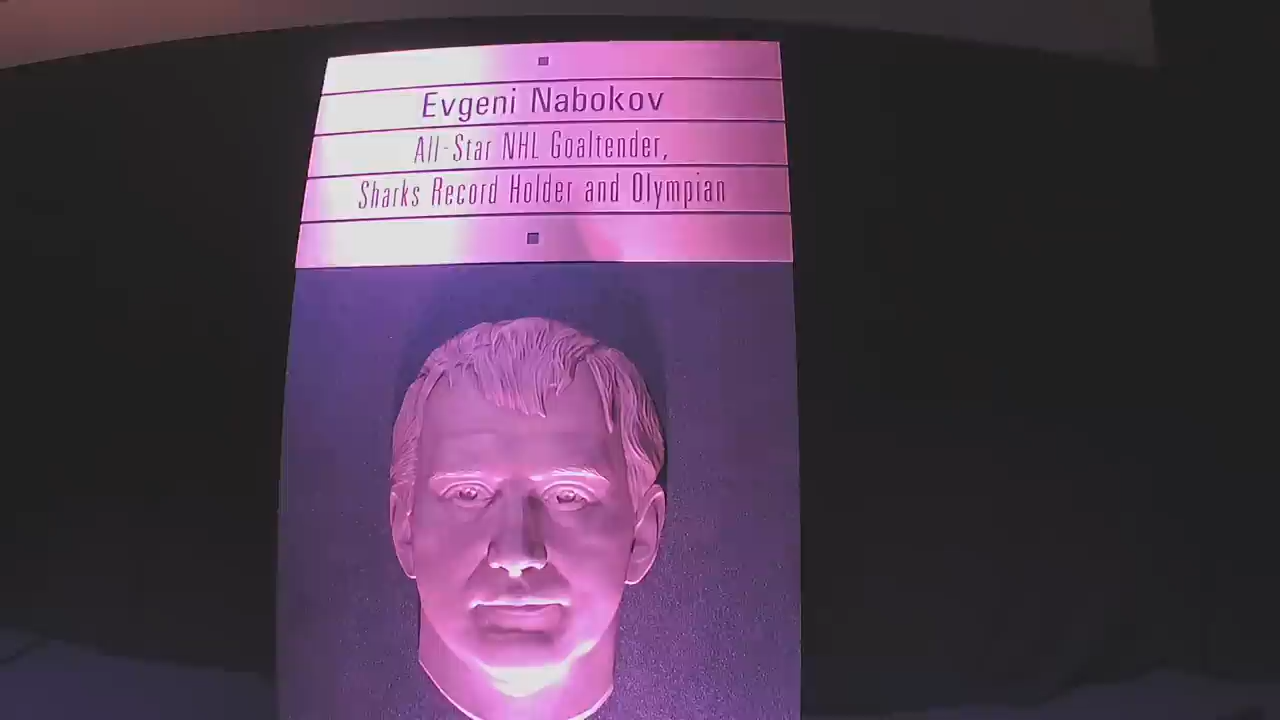 Evgeni Nabokov
All-Star NHL Goaltender,
Sharks Record Holder and Olympian